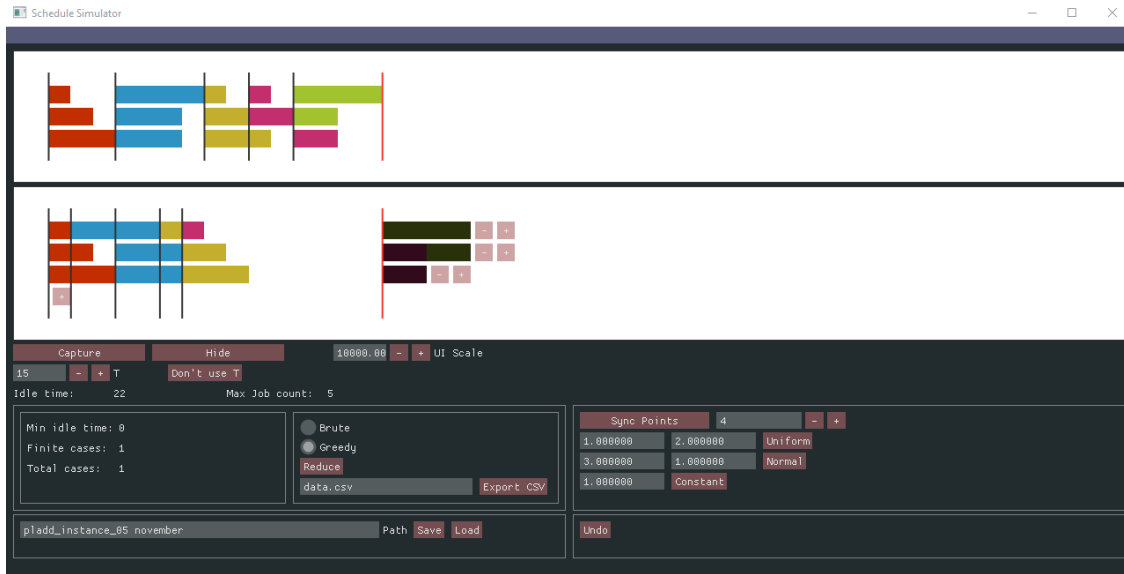 Schedule Simulator
- +
- +
- +
+
Capture Hide 10000.00 - + UI Scale
15 - + T Don't use T
Idle time: 22 Max Job count: 5
Min idle time: 0
Finite cases: 1
Total cases: 1
Brute
Greedy
Reduce
data.csv Export CSV
Sync Points 4 - +
1.000000 2.000000 Uniform
3.000000 1.000000 Normal
1.000000 Constant
pladd_instance_05 november Path Save Load
Undo